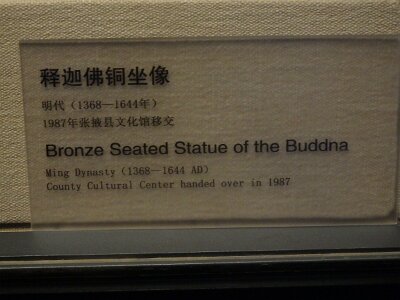 释迦佛铜坐像
明代（1368—1644年）
1987年张掖县文化馆移交
Bronze Seated Statue of the Buddna
Ming Dynasty（1368—1644 AD）
County Cultural Center handed over in 1987